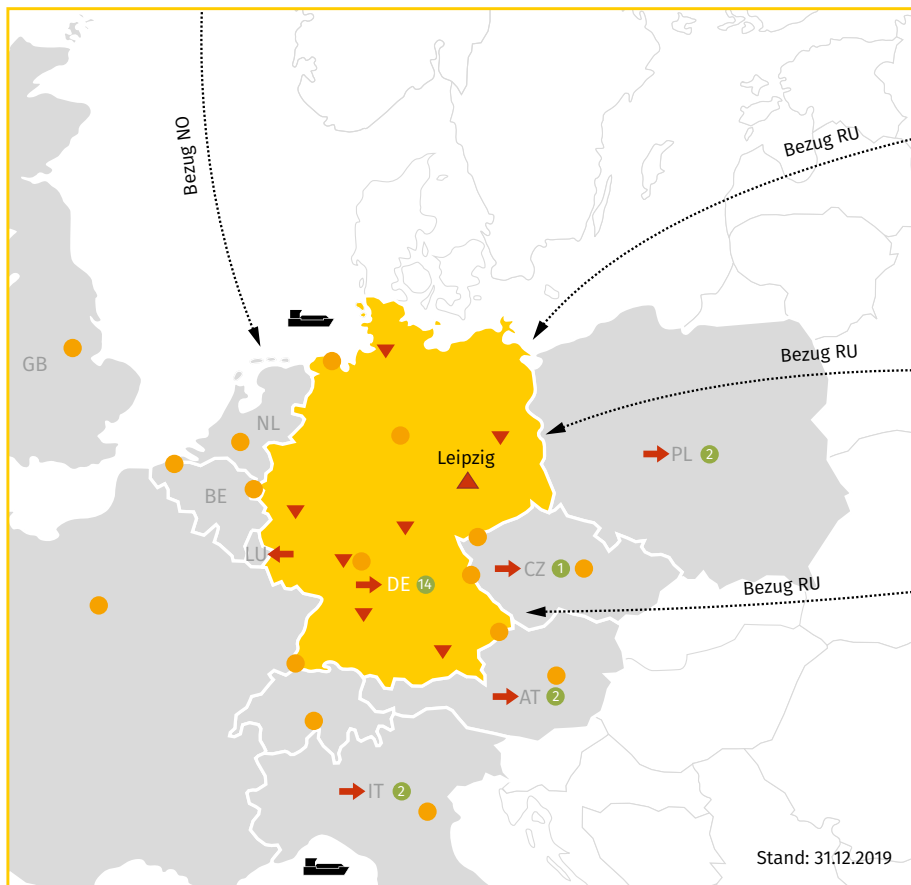 Bezug NO
Bezug RU
Bezug RU
GB
NL
Leipzig
PL 2
BE
LU
CZ 1
DE 14
Bezug RU
AT 2
IT 2
Stand: 31.12.2019